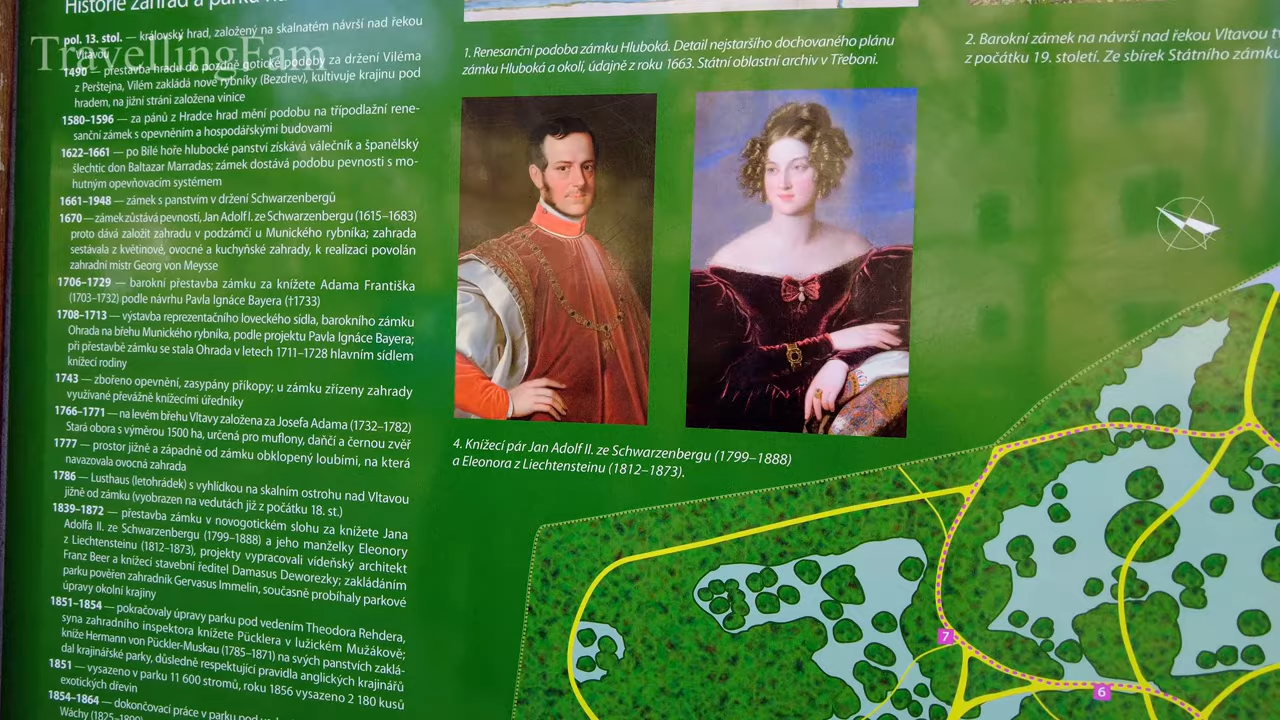 Historie zahrad a parku
TravellingFam
pol. 13. stol. — královský hrad, založený na skalnatém návrší nad řekou
Vltavou
1490 — přestavba hradu do pozdně gotické podoby za držení Viléma
z Perštejna, Vilém zakládá nové rybníky (Bezdrev), kultivuje krajinu pod
hradem, na jižní stráni založena vinice
1580–1596 — za pánů z Hradce hrad mění podobu na třípodlažní rene-
sanční zámek s opevněním a hospodářskými budovami
1622–1661 — po Bílé hoře hlubocké panství získává válečník a španělský
šlechtic don Baltazar Marradas; zámek dostává podobu pevnosti s mo-
hutným opevňovacím systémem
1661–1948 — zámek s panstvím v držení Schwarzenbergů
1670 — zámek zůstává pevností, Jan Adolf I. ze Schwarzenbergu (1615–1683)
proto dává založit zahradu v podzámčí u Munického rybníka; zahrada
sestávala z květinové, ovocné a kuchyňské zahrady, k realizaci povolán
zahradní mistr Georg von Meysse
1706–1729 — barokní přestavba zámku za knížete Adama Františka
(1703–1732) podle návrhu Pavla Ignáce Bayera (†1733)
1708–1713 — výstavba reprezentačního loveckého sídla, barokního zámku
Ohrada na břehu Munického rybníka, podle projektu Pavla Ignáce Bayera;
při přestavbě zámku se stala Ohrada v letech 1711–1728 hlavním sídlem
knížecí rodiny
1743 — zbořeno opevnění, zasypány příkopy; u zámku zřízeny zahrady
využívané převážně knížecími úředníky
1766–1771 — na levém břehu Vltavy založena za Josefa Adama (1732–1782)
Stará obora s výměrou 1500 ha, určená pro muflony, daňčí a černou zvěř
1777 — prostor jižně a západně od zámku obklopený loubími, na která
navazovala ovocná zahrada
1786 — Lusthaus (letohrádek) s vyhlídkou na skalním ostrohu nad Vltavou
jižně od zámku (vyobrazen na vedutách již z počátku 18. st.)
1839–1872 — přestavba zámku v novogotickém slohu za knížete Jana
Adolfa II. ze Schwarzenbergu (1799–1888) a jeho manželky Eleonory
z Liechtensteinu (1812–1873), projekty vypracovali vídeňský architekt
Franz Beer a knížecí stavební ředitel Damasus Deworezky; zakládáním
parku pověřen zahradník Gervasus Immelin, současně probíhaly parkové
úpravy okolní krajiny
1851–1854 — pokračovaly úpravy parku pod vedením Theodora Rehdera,
syna zahradního inspektora knížete Pücklera v lužickém Mužákově;
kníže Hermann von Pückler-Muskau (1785–1871) na svých panstvích zaklá-
dal krajinářské parky, důsledně respektující pravidla anglických krajinářů
1851 — vysazeno v parku 11 600 stromů, roku 1856 vysazeno 2 180 kusů
exotických dřevin
1854–1864 — dokončovací práce v parku pod
Wáchy
1. Renesanční podoba zámku Hluboká. Detail nejstaršího dochovaného plánu
zámku Hluboká a okolí, údajně z roku 1663. Státní oblastní archiv v Třeboni.
2. Barokní zámek na návrší nad řekou Vltavou
z počátku 19. století. Ze sbírek Státního zámku
4. Knížecí pár Jan Adolf II. ze Schwarzenbergu (1799–1888)
a Eleonora z Liechtensteinu (1812–1873).
7
6